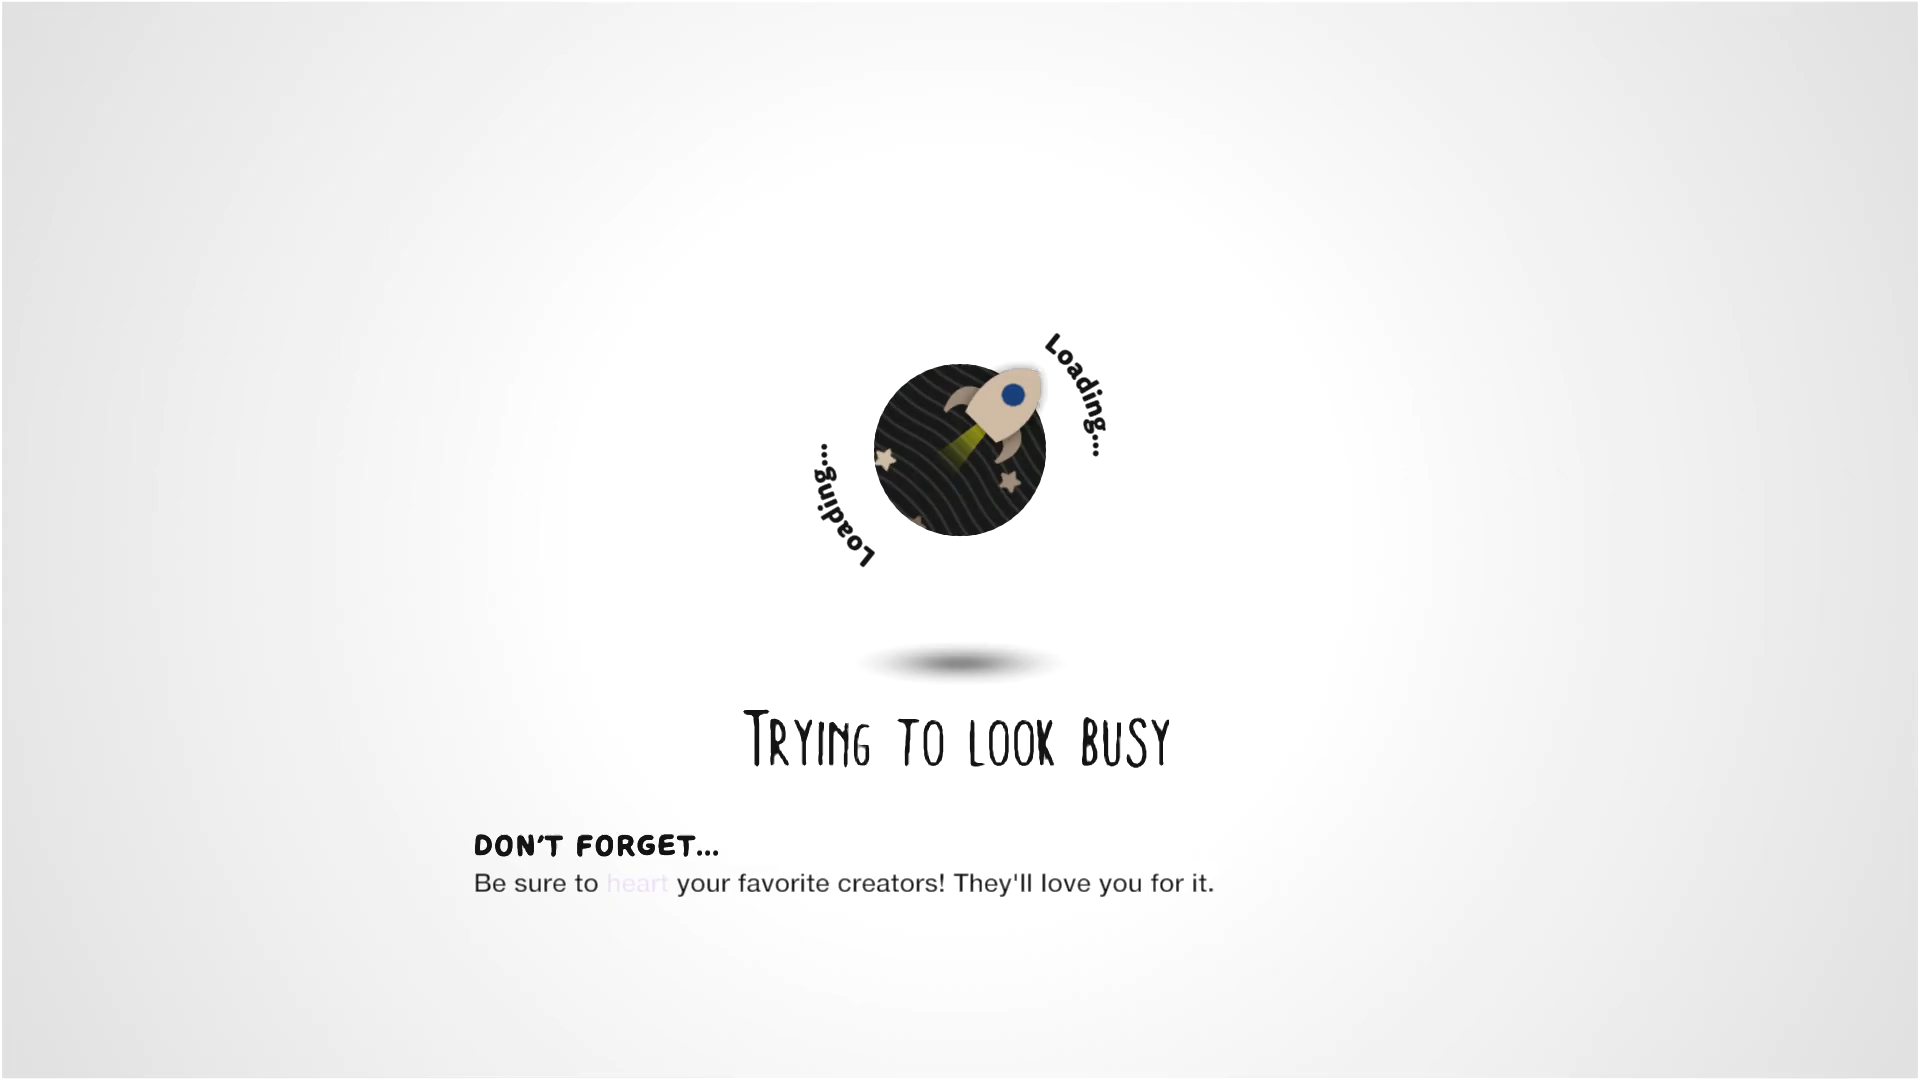 Loading...
Loading...
TRYING TO LOOK BUSY
DON'T FORGET...
Be sure to heart your favorite creators! They'll love you for it.